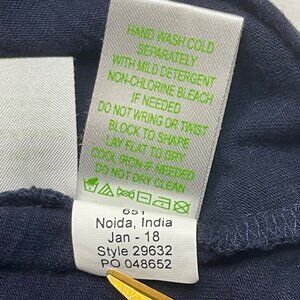 HAND WASH COLD
SEPARATELY
WITH MILD DETERGENT
NON-CHLORINE BLEACH
IF NEEDED
DO NOT WRING OR TWIST
BLOCK TO SHAPE
LAY FLAT TO DRY
COOL IRON IF NEEDED
DO NOT DRY CLEAN
651
Noida, India
Jan - 18
Style 29632
PO 048652